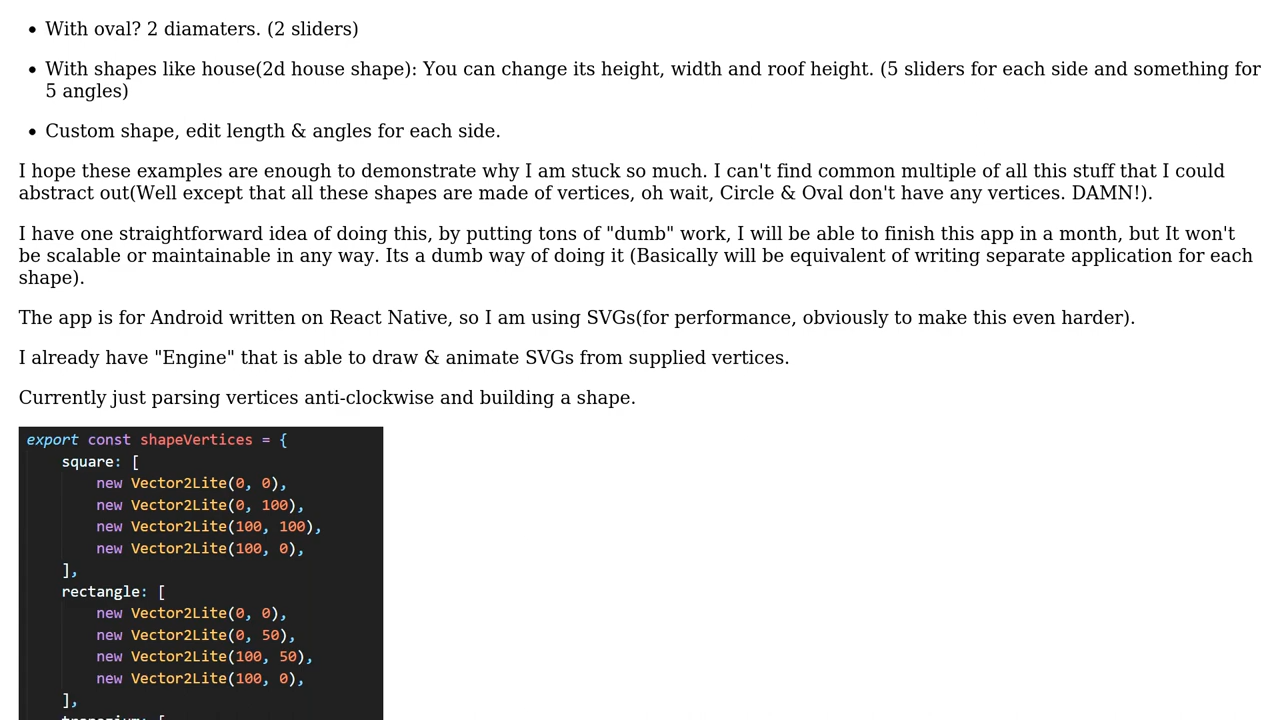 With oval? 2 diamaters. (2 sliders)
With shapes like house(2d house shape): You can change its height, width and roof height. (5 sliders for each side and something for
5 angles)
Custom shape, edit length & angles for each side.
I hope these examples are enough to demonstrate why I am stuck so much. I can't find common multiple of all this stuff that I could
abstract out(Well except that all these shapes are made of vertices, oh wait, Circle & Oval don't have any vertices. DAMN!).
I have one straightforward idea of doing this, by putting tons of "dumb" work, I will be able to finish this app in a month, but It won't
be scalable or maintainable in any way. Its a dumb way of doing it (Basically will be equivalent of writing separate application for each
shape).
The app is for Android written on React Native, so I am using SVGs(for performance, obviously to make this even harder).
I already have "Engine" that is able to draw & animate SVGs from supplied vertices.
Currently just parsing vertices anti-clockwise and building a shape.
export const shapeVertices = {
square: [
new Vector2Lite(0, 0),
new Vector2Lite(0, 100),
new Vector2Lite(100, 100),
new Vector2Lite(100, 0),
],
rectangle: [
new Vector2Lite(0, 0),
new Vector2Lite(0, 50),
new Vector2Lite(100, 50),
new Vector2Lite(100, 0),
],